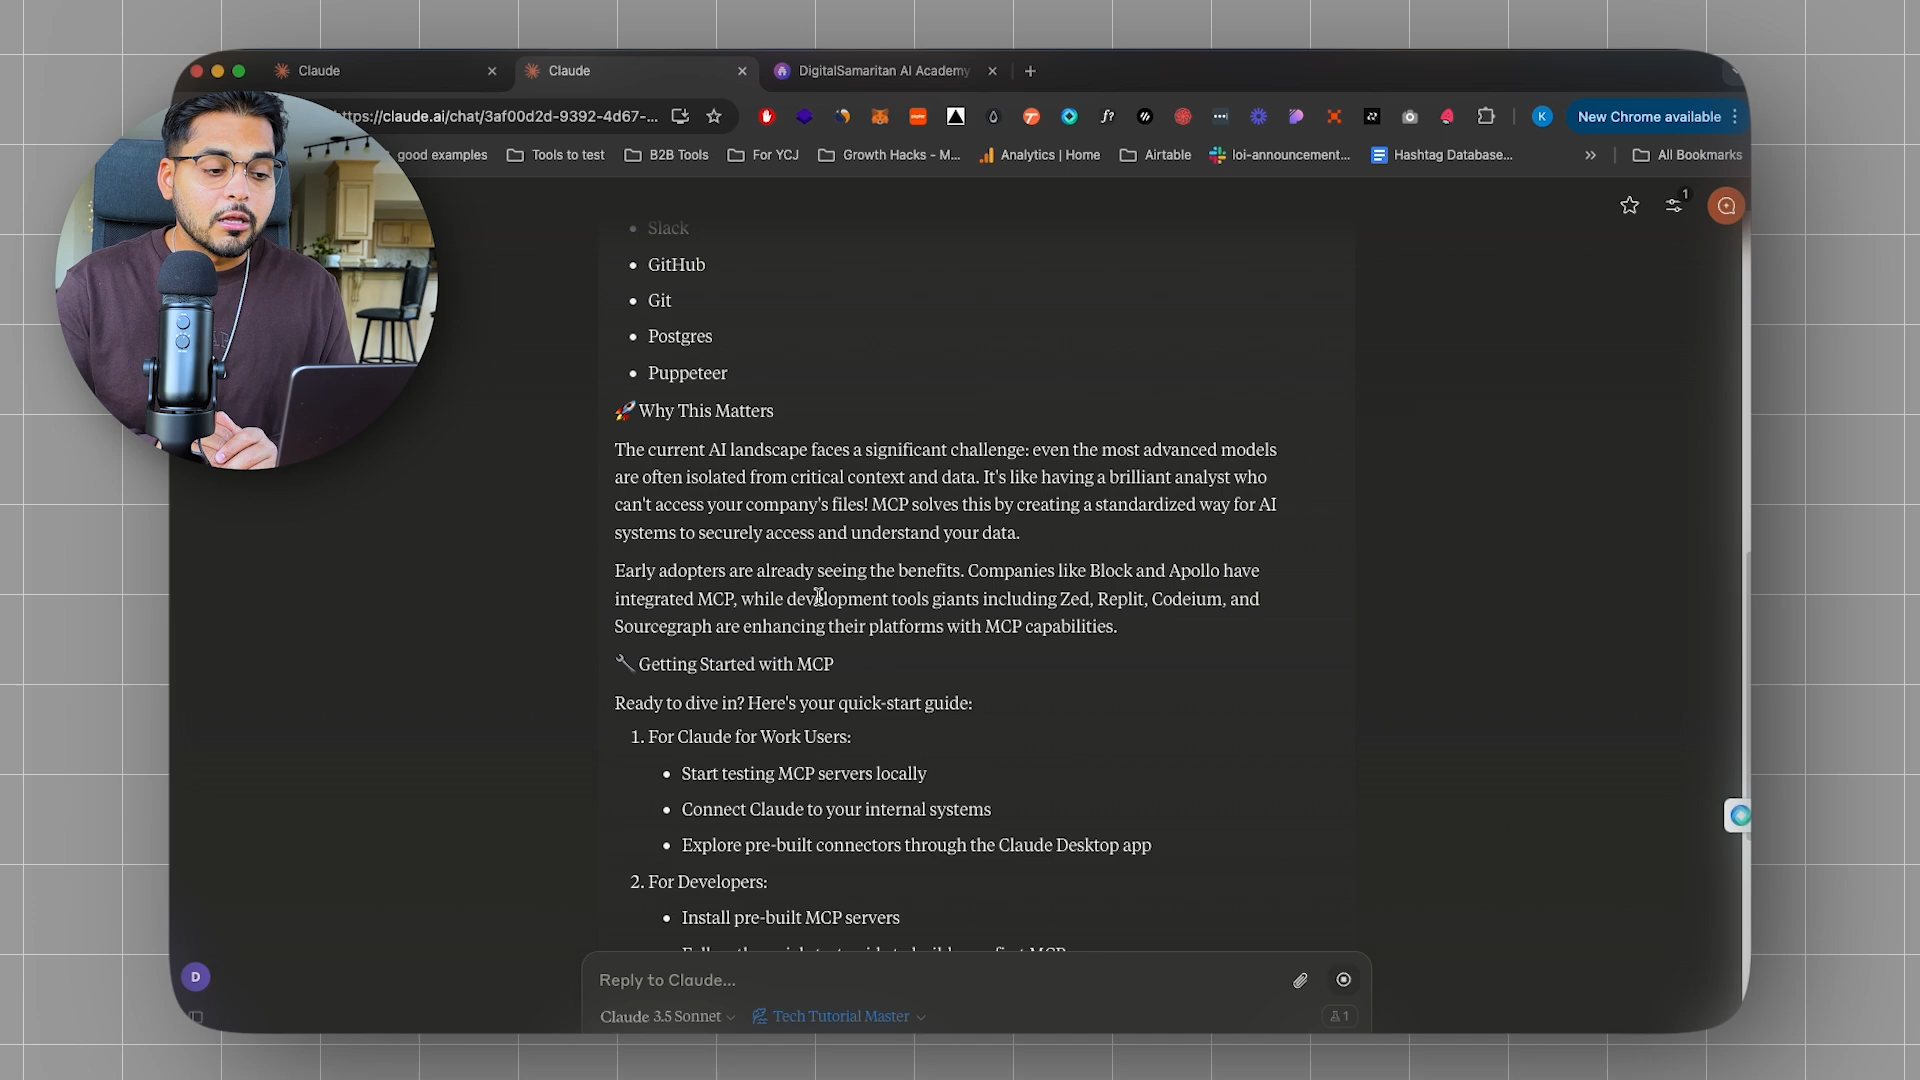 Claude
Claude
DigitalSamaritan AI Academy
https://claude.ai/chat/3af00d2d-9392-4d67-...
New Chrome available
K
good examples
Tools to test
B2B Tools
For YCJ
Growth Hacks - M...
Analytics | Home
Airtable
loi-announcement...
Hashtag Database...
»
All Bookmarks
1
• Slack
• GitHub
• Git
• Postgres
• Puppeteer
🚀 Why This Matters
The current AI landscape faces a significant challenge: even the most advanced models
are often isolated from critical context and data. It's like having a brilliant analyst who
can't access your company's files! MCP solves this by creating a standardized way for AI
systems to securely access and understand your data.
Early adopters are already seeing the benefits. Companies like Block and Apollo have
integrated MCP, while development tools giants including Zed, Replit, Codeium, and
Sourcegraph are enhancing their platforms with MCP capabilities.
🔧 Getting Started with MCP
Ready to dive in? Here's your quick-start guide:
1. For Claude for Work Users:
• Start testing MCP servers locally
• Connect Claude to your internal systems
• Explore pre-built connectors through the Claude Desktop app
2. For Developers:
• Install pre-built MCP servers
D
Reply to Claude...
Claude 3.5 Sonnet
Tech Tutorial Master
1